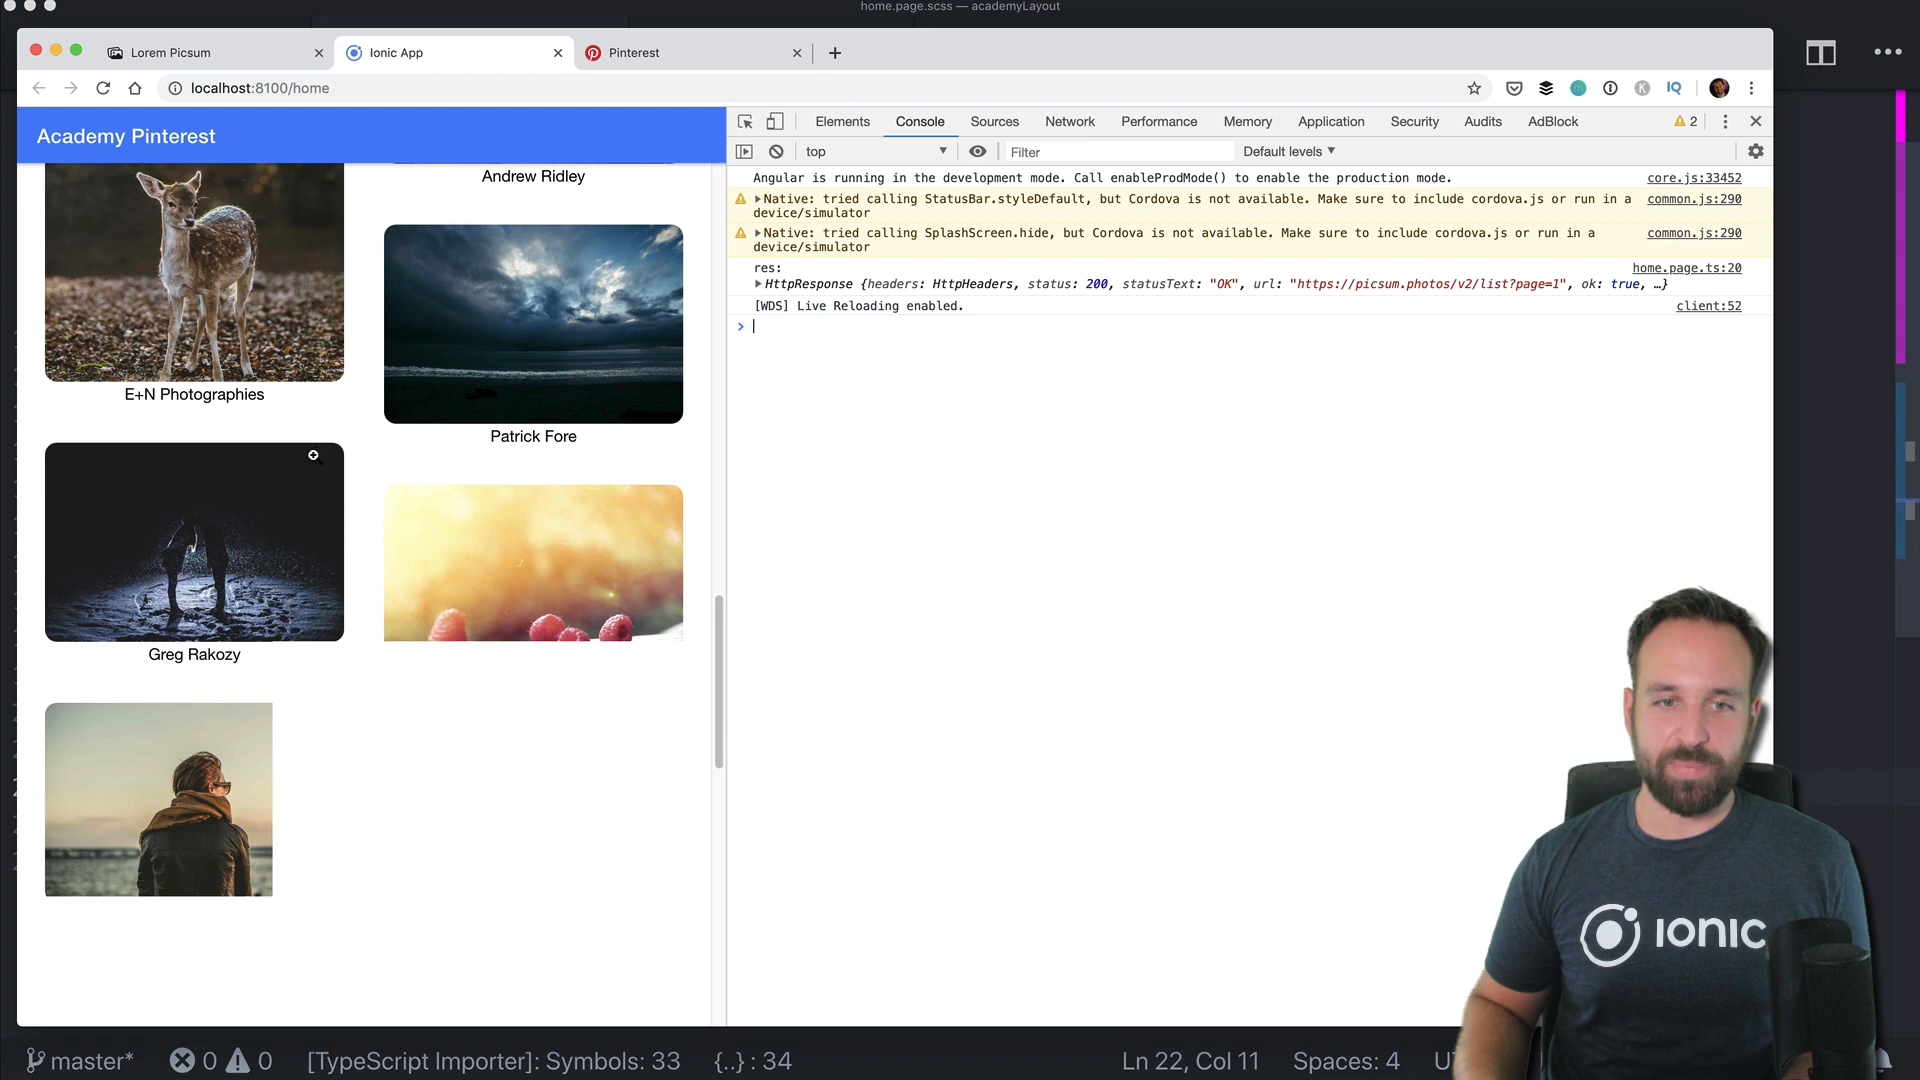 home.page.scss — academyLayout
Lorem Picsum
Ionic App
Pinterest
localhost:8100/home
IQ
Academy Pinterest
Elements Console Sources Network Performance Memory Application Security Audits AdBlock 2
top Filter Default levels
Angular is running in the development mode. Call enableProdMode() to enable the production mode. core.js:33452
Native: tried calling StatusBar.styleDefault, but Cordova is not available. Make sure to include cordova.js or run in a common.js:290
device/simulator
Native: tried calling SplashScreen.hide, but Cordova is not available. Make sure to include cordova.js or run in a common.js:290
device/simulator
res: home.page.ts:20
HttpResponse {headers: HttpHeaders, status: 200, statusText: "OK", url: "https://picsum.photos/v2/list?page=1", ok: true, …}
[WDS] Live Reloading enabled. client:52
Andrew Ridley
E+N Photographies
Patrick Fore
Greg Rakozy
IONIC
master* 0 0 [TypeScript Importer]: Symbols: 33 {..} : 34 Ln 22, Col 11 Spaces: 4